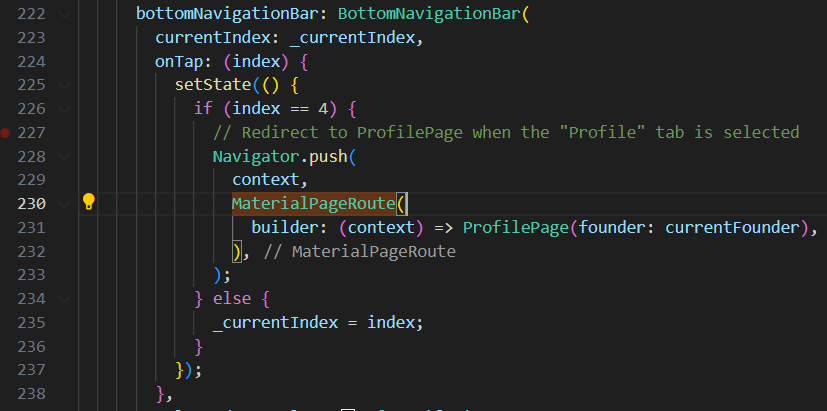 222 bottomNavigationBar: BottomNavigationBar(
223 currentIndex: _currentIndex,
224 onTap: (index) {
225 setState(() {
226 if (index == 4) {
227 // Redirect to ProfilePage when the "Profile" tab is selected
228 Navigator.push(
229 context,
230 MaterialPageRoute(
231 builder: (context) => ProfilePage(founder: currentFounder),
232 ), // MaterialPageRoute
233 );
234 } else {
235 _currentIndex = index;
236 }
237 });
238 },